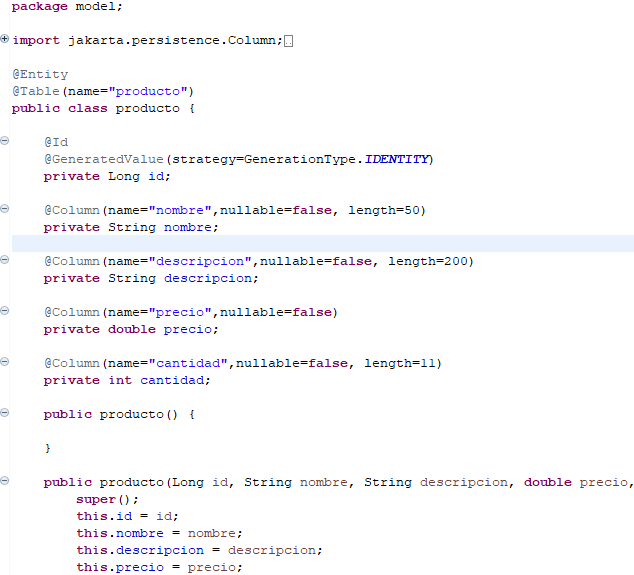 package model;
import jakarta.persistence.Column;
@Entity
@Table(name="producto")
public class producto {
@Id
@GeneratedValue(strategy=GenerationType.IDENTITY)
private Long id;
@Column(name="nombre",nullable=false, length=50)
private String nombre;
@Column(name="descripcion",nullable=false, length=200)
private String descripcion;
@Column(name="precio",nullable=false)
private double precio;
@Column(name="cantidad",nullable=false, length=11)
private int cantidad;
public producto() {
}
public producto(Long id, String nombre, String descripcion, double precio,
super();
this.id = id;
this.nombre = nombre;
this.descripcion = descripcion;
this.precio = precio;